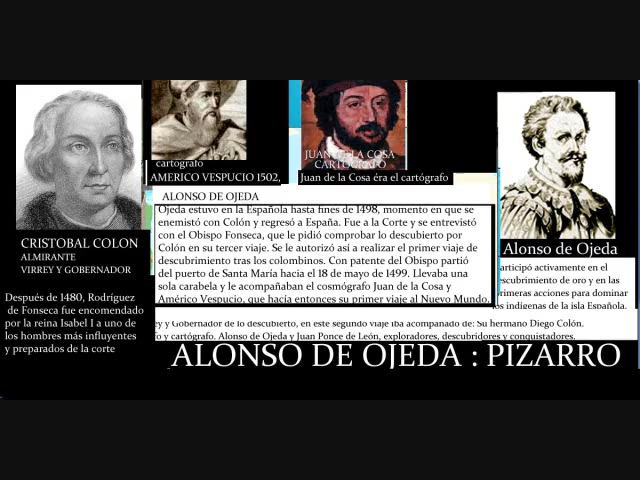 cartógrafo
AMERICO VESPUCIO 1502,
JUAN DE LA COSA
CARTOGRAFO
Juan de la Cosa éra el cartógrafo
CRISTOBAL COLON
ALMIRANTE
VIRREY Y GOBERNADOR
Después de 1480, Rodríguez
de Fonseca fue encomendado
por la reina Isabel I a uno de
los hombres más influyentes
y preparados de la corte
ALONSO DE OJEDA
Ojeda estuvo en la Española hasta fines de 1498, momento en que se
enemistó con Colón y regresó a España. Fue a la Corte y se entrevistó
con el Obispo Fonseca, que le pidió comprobar lo descubierto por
Colón en su tercer viaje. Se le autorizó así a realizar el primer viaje de
descubrimiento tras los colombinos. Con patente del Obispo partió
del puerto de Santa María hacia el 18 de mayo de 1499. Llevaba una
sola carabela y le acompañaban el cosmógrafo Juan de la Cosa y
Américo Vespucio, que hacía entonces su primer viaje al Nuevo Mundo.
Alonso de Ojeda
articipó activamente en el
escubrimiento de oro y en las
rimeras acciones para dominar
los indígenas de la isla Española.
ey y Gobernador de lo descubierto, en este segundo viaje iba acompañado de: Su hermano Diego Colón.
fo y cartógrafo. Alonso de Ojeda y Juan Ponce de León, exploradores, descubridores y conquistadores.
ALONSO DE OJEDA : PIZARRO